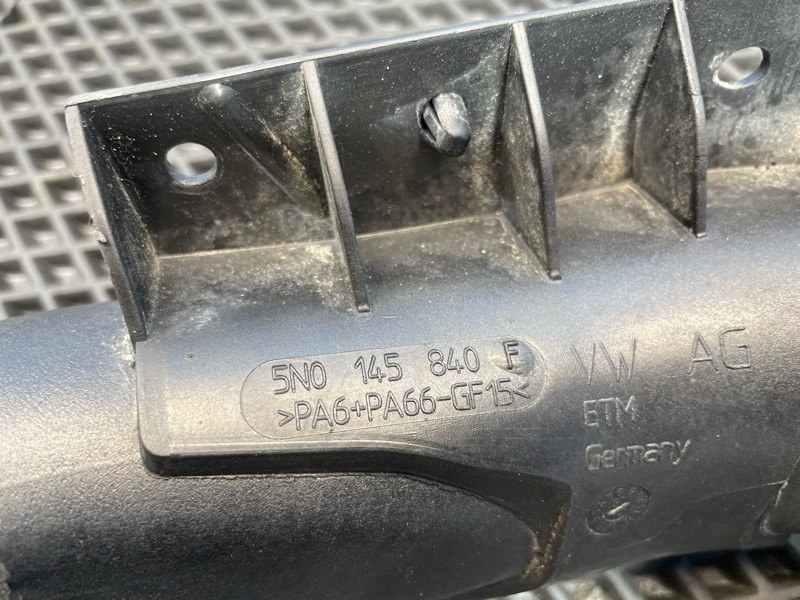 5N0 145 840 F
>PA6+PA66-GF15<
VW AG
ETM
Germany